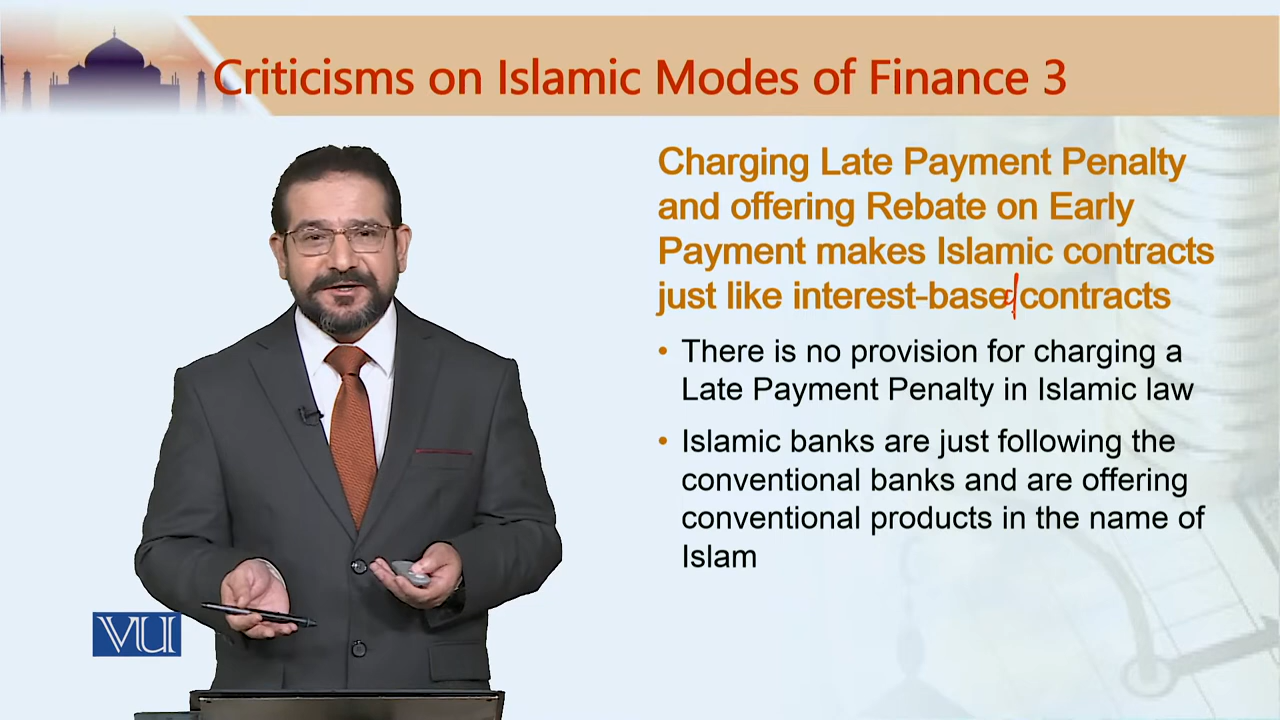 Criticisms on Islamic Modes of Finance 3
Charging Late Payment Penalty
and offering Rebate on Early
Payment makes Islamic contracts
just like interest-based contracts
• There is no provision for charging a
Late Payment Penalty in Islamic law
• Islamic banks are just following the
conventional banks and are offering
conventional products in the name of
Islam
VU